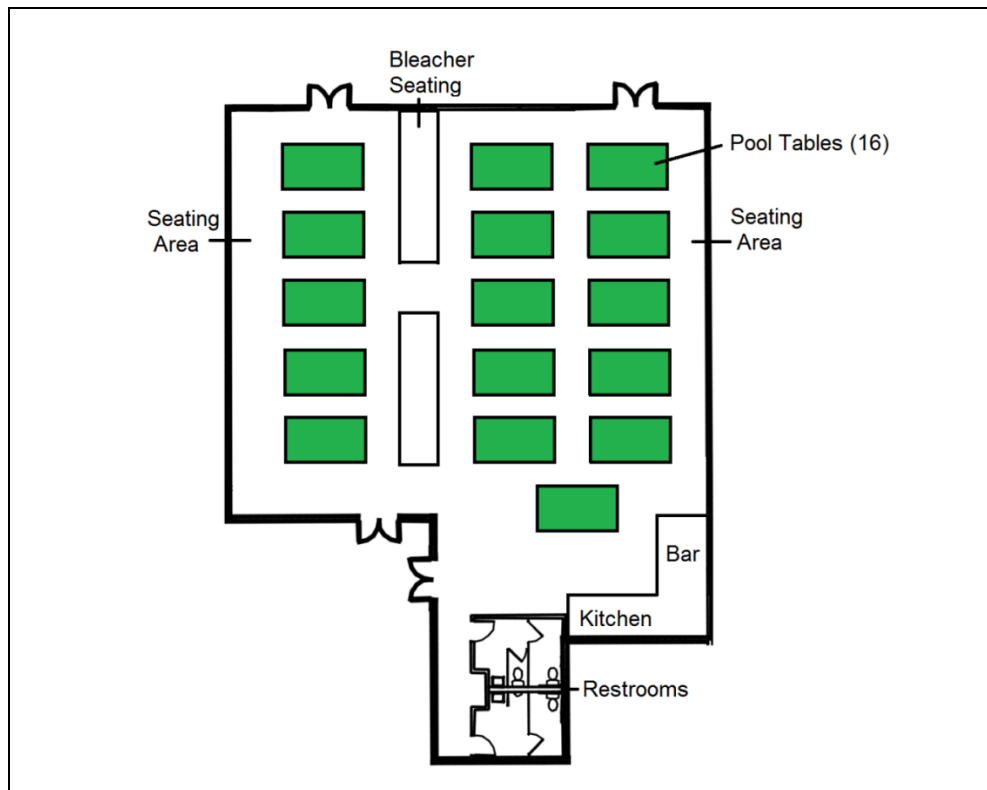 Bleacher
Seating
Pool Tables (16)
Seating
Area
Seating
Area
Bar
Kitchen
Restrooms